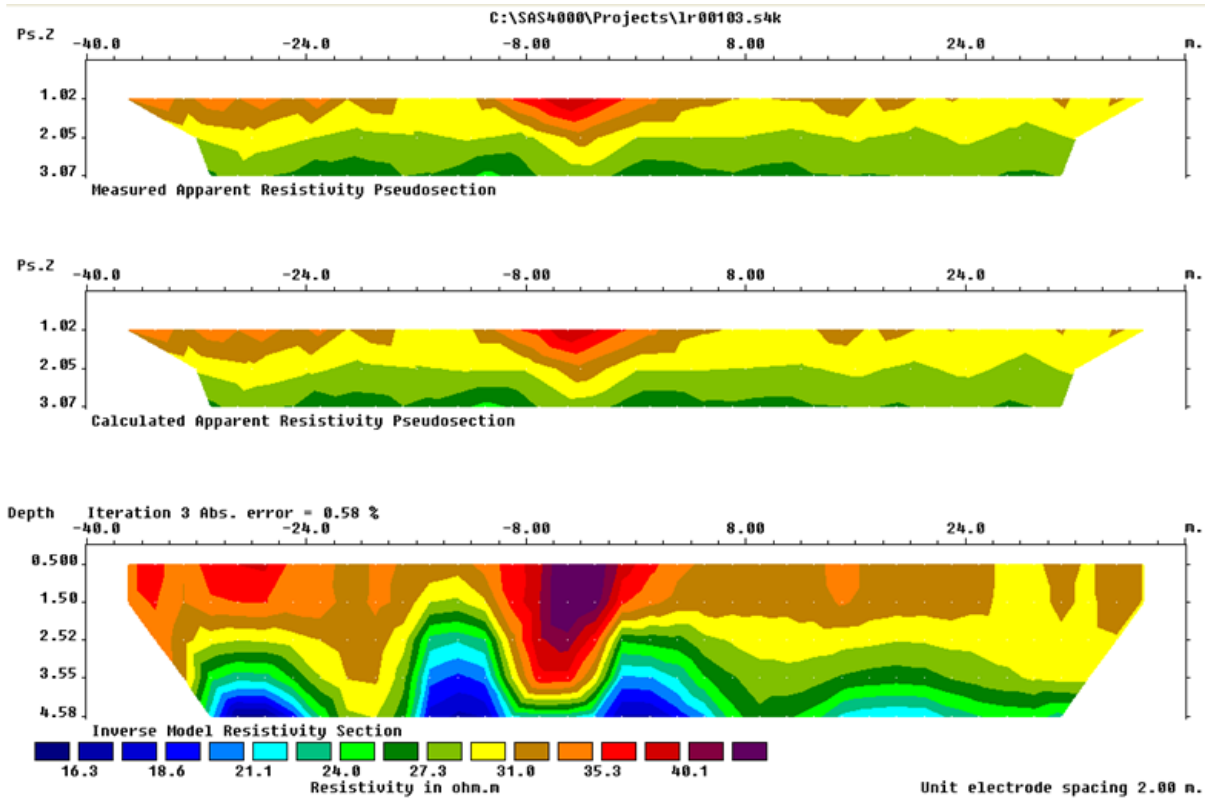 C:\SAS4000\Projects\lr00103.s4k
Ps.Z -40.0 -24.0 -8.00 8.00 24.0 m.
1.02
2.05
3.07
Measured Apparent Resistivity Pseudosection
Ps.Z -40.0 -24.0 -8.00 8.00 24.0 m.
1.02
2.05
3.07
Calculated Apparent Resistivity Pseudosection
Depth Iteration 3 Abs. error = 0.58 %
-40.0 -24.0 -8.00 8.00 24.0 m.
0.500
1.50
2.52
3.55
4.58
Inverse Model Resistivity Section
16.3 18.6 21.1 24.0 27.3 31.0 35.3 40.1
Resistivity in ohm.m Unit electrode spacing 2.00 m.